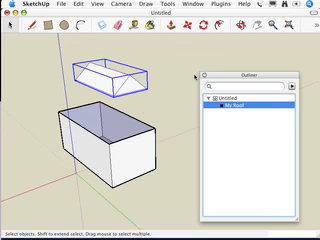 SketchUp File Edit View Camera Draw Tools Window Plugins Help
Untitled
Outliner
Untitled
My Roof
Select objects. Shift to extend select. Drag mouse to select multiple.